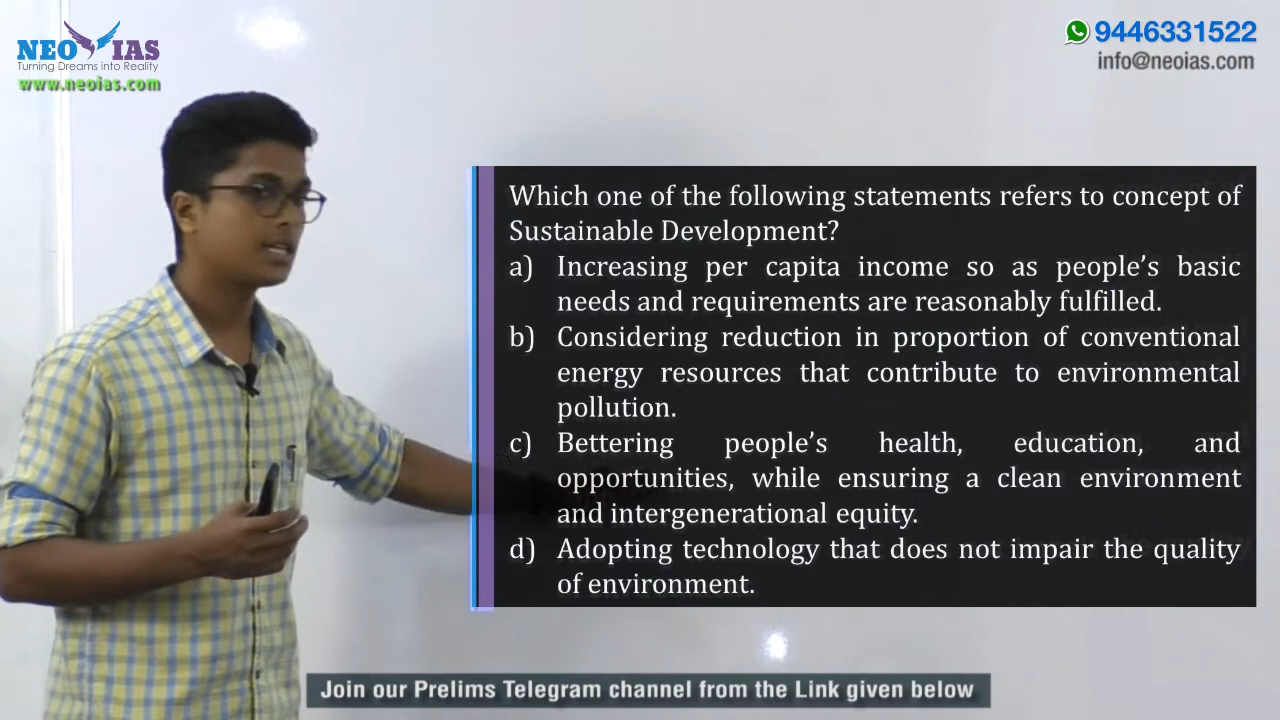 NEO IAS
Turning Dreams into Reality
www.neoias.com
9446331522
info@neoias.com
Which one of the following statements refers to concept of
Sustainable Development?
a) Increasing per capita income so as people's basic
needs and requirements are reasonably fulfilled.
b) Considering reduction in proportion of conventional
energy resources that contribute to environmental
pollution.
c) Bettering people's health, education, and
opportunities, while ensuring a clean environment
and intergenerational equity.
d) Adopting technology that does not impair the quality
of environment.
Join our Prelims Telegram channel from the Link given below